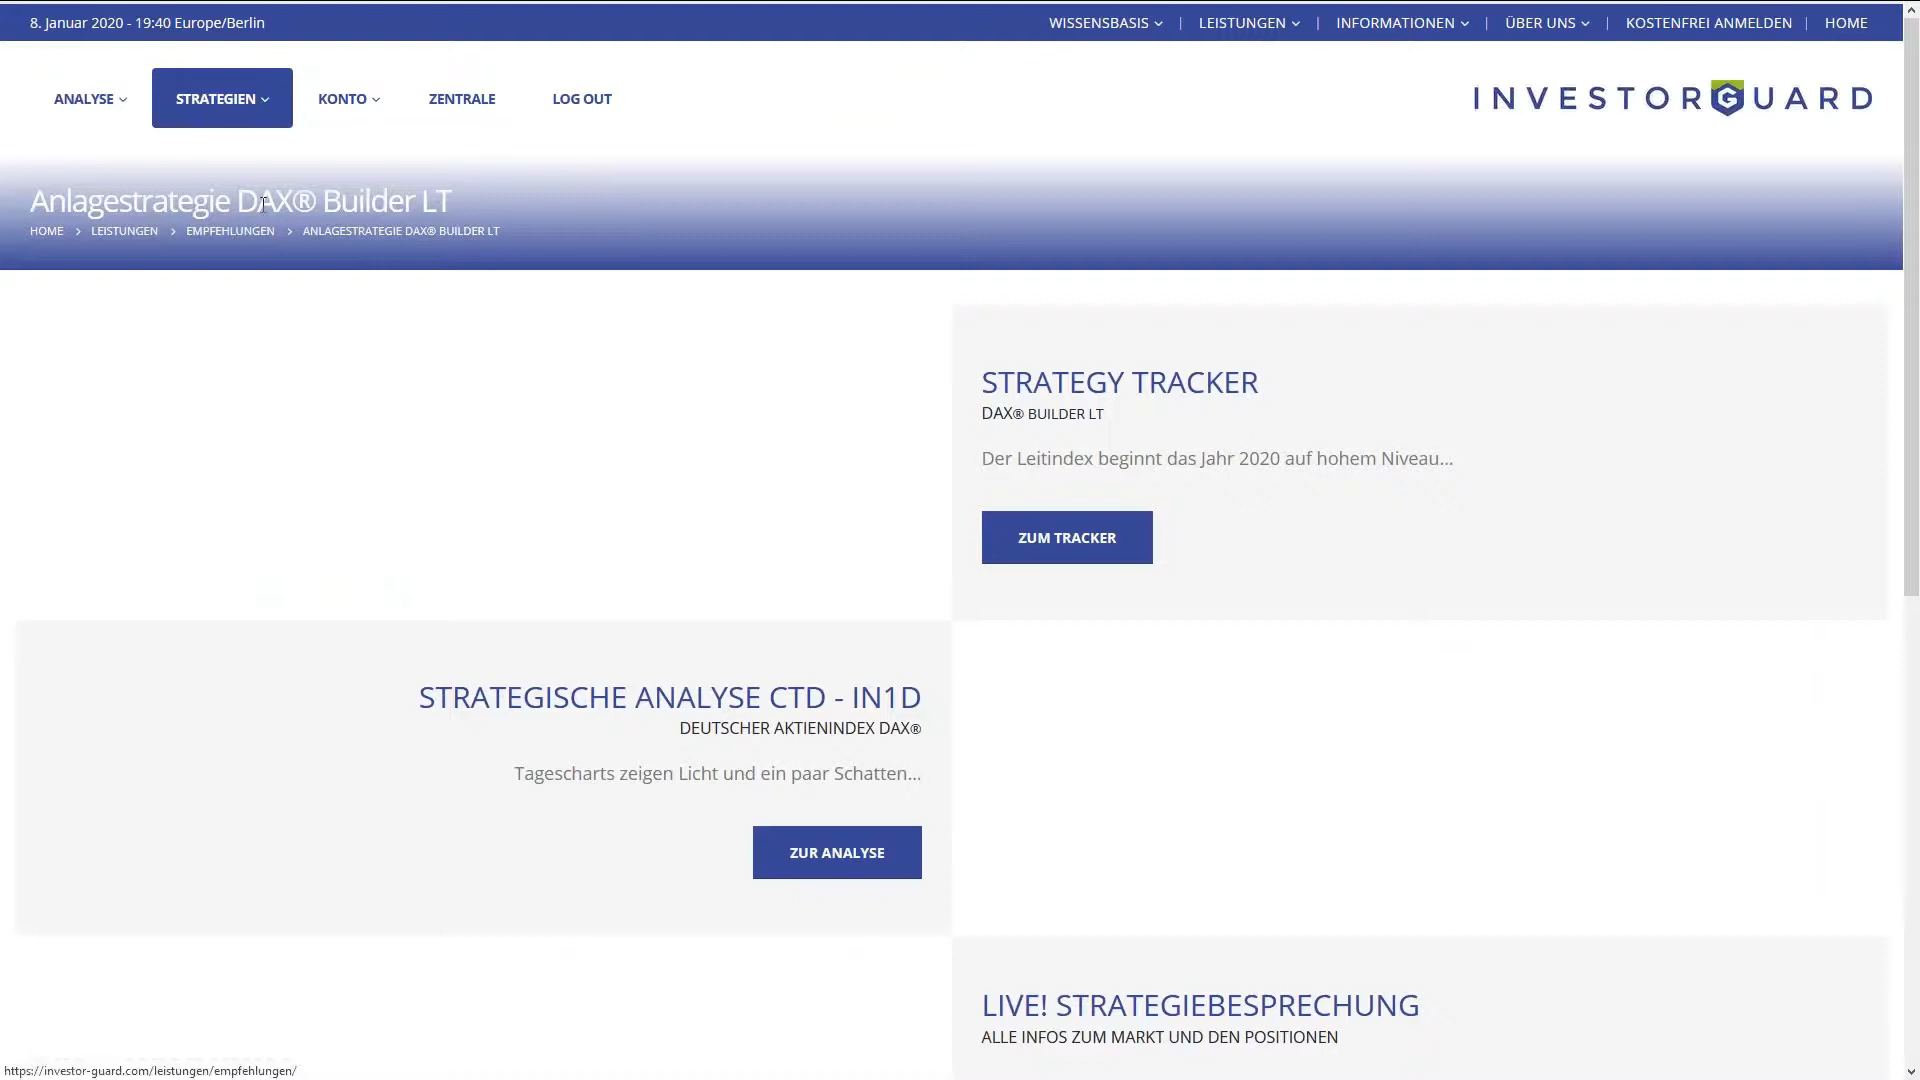 8. Januar 2020 - 19:40 Europe/Berlin
WISSENSBASIS | LEISTUNGEN | INFORMATIONEN | ÜBER UNS | KOSTENFREI ANMELDEN | HOME
ANALYSE STRATEGIEN KONTO ZENTRALE LOG OUT
INVESTORGUARD
Anlagestrategie DAX® Builder LT
HOME > LEISTUNGEN > EMPFEHLUNGEN > ANLAGESTRATEGIE DAX® BUILDER LT
STRATEGY TRACKER
DAX® BUILDER LT
Der Leitindex beginnt das Jahr 2020 auf hohem Niveau...
ZUM TRACKER
STRATEGISCHE ANALYSE CTD - IN1D
DEUTSCHER AKTIENINDEX DAX®
Tagescharts zeigen Licht und ein paar Schatten...
ZUR ANALYSE
LIVE! STRATEGIEBESPRECHUNG
ALLE INFOS ZUM MARKT UND DEN POSITIONEN
https://investor-guard.com/leistungen/empfehlungen/